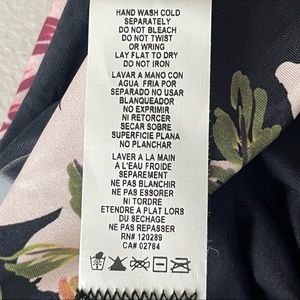 HAND WASH COLD
SEPARATELY
DO NOT BLEACH
DO NOT TWIST
OR WRING
LAY FLAT TO DRY
DO NOT IRON
LAVAR A MANO CON
AGUA FRIA POR
SEPARADO NO USAR
BLANQUEADOR
NO EXPRIMIR
NI RETORCER
SECAR SOBRE
SUPERFICIE PLANA
NO PLANCHAR
LAVER A LA MAIN
A L'EAU FROIDE
SEPAREMENT
NE PAS BLANCHIR
NE PAS ESSORER
NI TORDRE
ETENDRE A PLAT LORS
DU SECHAGE
NE PAS REPASSER
RN# 120289
CA# 02784